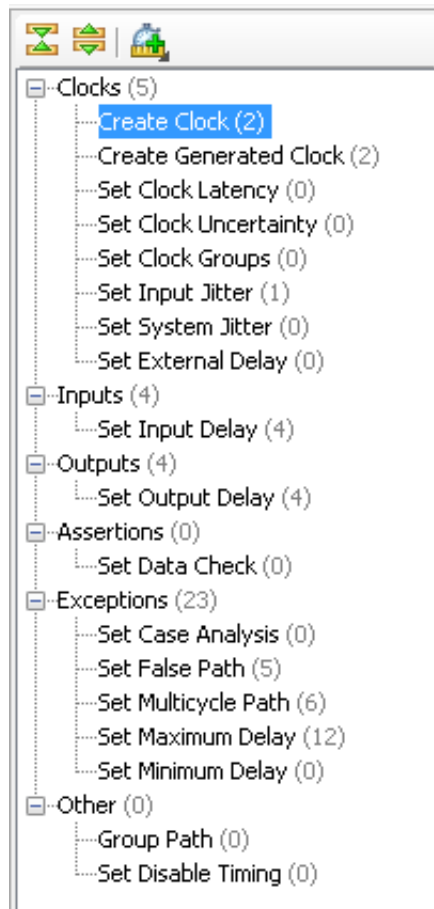 Clocks (5)
Create Clock (2)
Create Generated Clock (2)
Set Clock Latency (0)
Set Clock Uncertainty (0)
Set Clock Groups (0)
Set Input Jitter (1)
Set System Jitter (0)
Set External Delay (0)
Inputs (4)
Set Input Delay (4)
Outputs (4)
Set Output Delay (4)
Assertions (0)
Set Data Check (0)
Exceptions (23)
Set Case Analysis (0)
Set False Path (5)
Set Multicycle Path (6)
Set Maximum Delay (12)
Set Minimum Delay (0)
Other (0)
Group Path (0)
Set Disable Timing (0)